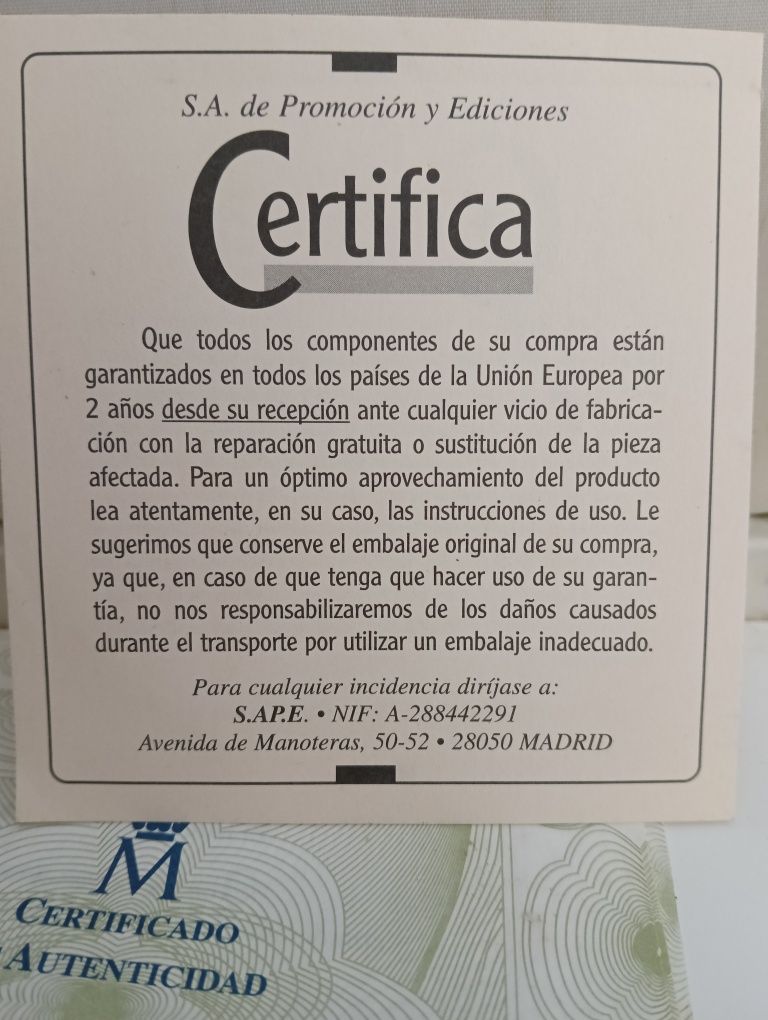 S.A. de Promoción y Ediciones
Certifica
Que todos los componentes de su compra están
garantizados en todos los países de la Unión Europea por
2 años desde su recepción ante cualquier vicio de fabrica-
ción con la reparación gratuita o sustitución de la pieza
afectada. Para un óptimo aprovechamiento del producto
lea atentamente, en su caso, las instrucciones de uso. Le
sugerimos que conserve el embalaje original de su compra,
ya que, en caso de que tenga que hacer uso de su garan-
tía, no nos responsabilizaremos de los daños causados
durante el transporte por utilizar un embalaje inadecuado.
Para cualquier incidencia diríjase a:
S.A.P.E. • NIF: A-288442291
Avenida de Manoteras, 50-52 • 28050 MADRID
M
CERTIFICADO
AUTENTICIDAD